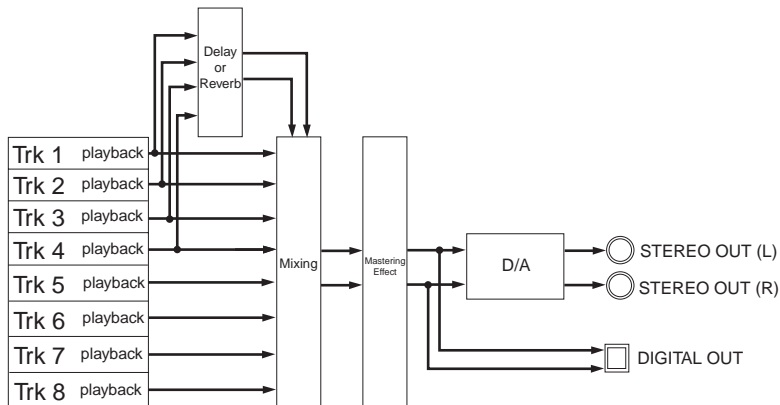 Delay
or
Reverb
Trk 1 playback
Trk 2 playback
Trk 3 playback
Trk 4 playback
Trk 5 playback
Trk 6 playback
Trk 7 playback
Trk 8 playback
Mixing
Mastering
Effect
D/A
STEREO OUT (L)
STEREO OUT (R)
DIGITAL OUT